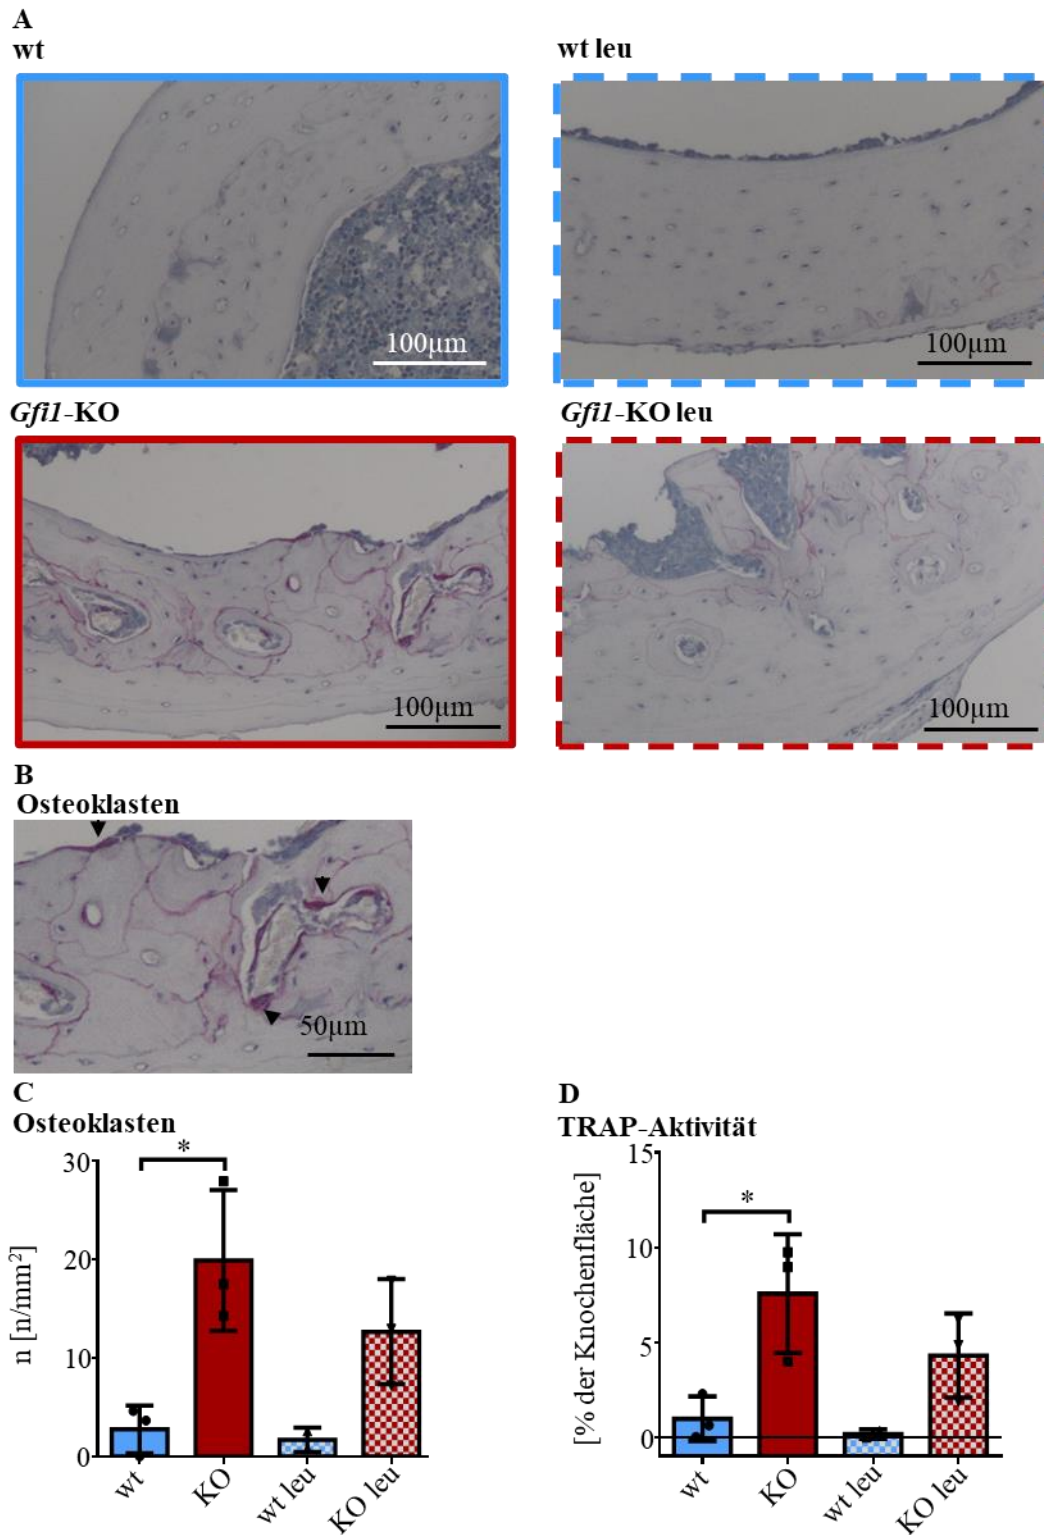 A
wt
wt leu
100µm
100µm
Gfi1-KO
Gfi1-KO leu
100µm
100µm
B
Osteoklasten
50µm
C
Osteoklasten
*
30
20
10
0
n [n/mm²]
wt
KO
wt leu
KO leu
D
TRAP-Aktivität
*
15
10
5
0
[% der Knochenfläche]
wt
KO
wt leu
KO leu